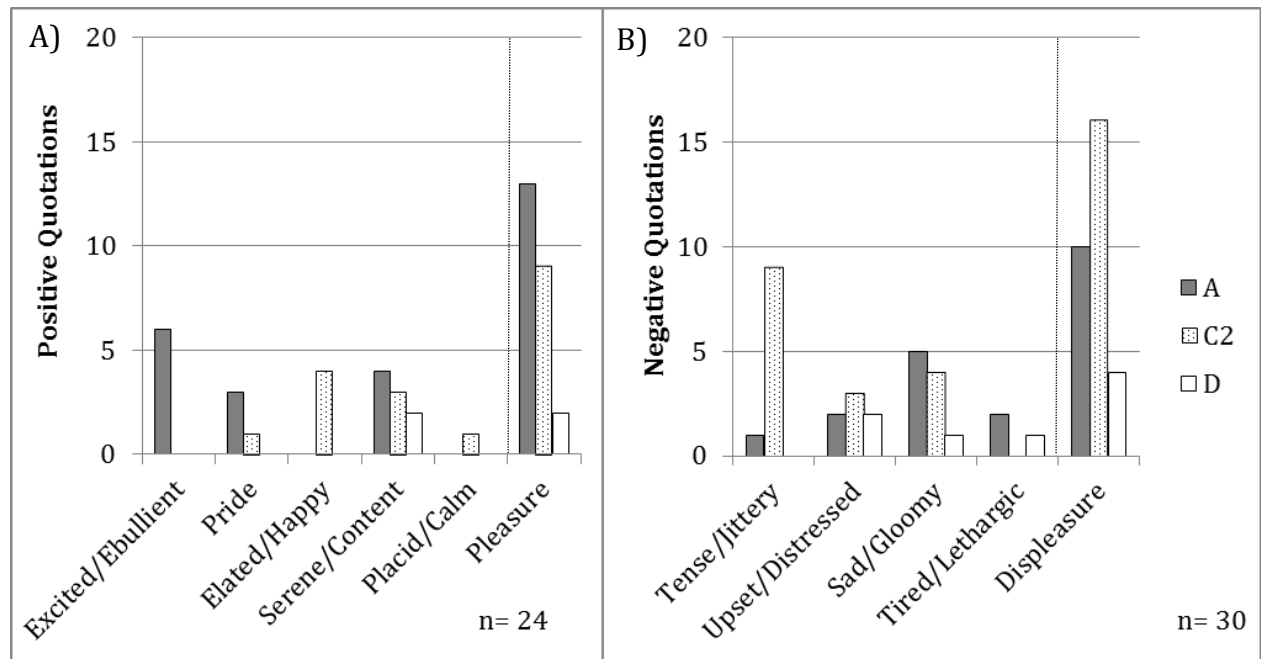 A)
Positive Quotations
20
15
10
5
0
Excited/Ebullient
Pride
Elated/Happy
Serene/Content
Placid/Calm
Pleasure
n= 24
B)
Negative Quotations
20
15
10
5
0
Tense/Jittery
Upset/Distressed
Sad/Gloomy
Tired/Lethargic
Displeasure
n= 30
A
C2
D